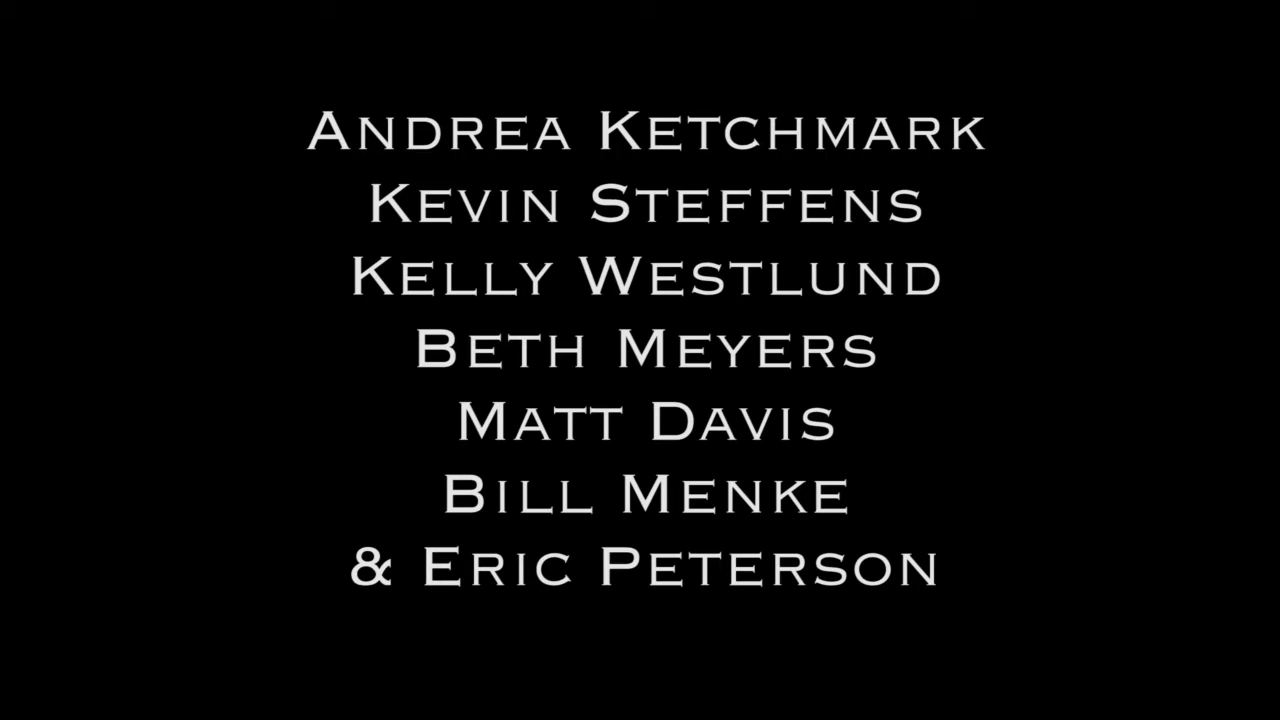 Andrea Ketchmark
Kevin Steffens
Kelly Westlund
Beth Meyers
Matt Davis
Bill Menke
& Eric Peterson